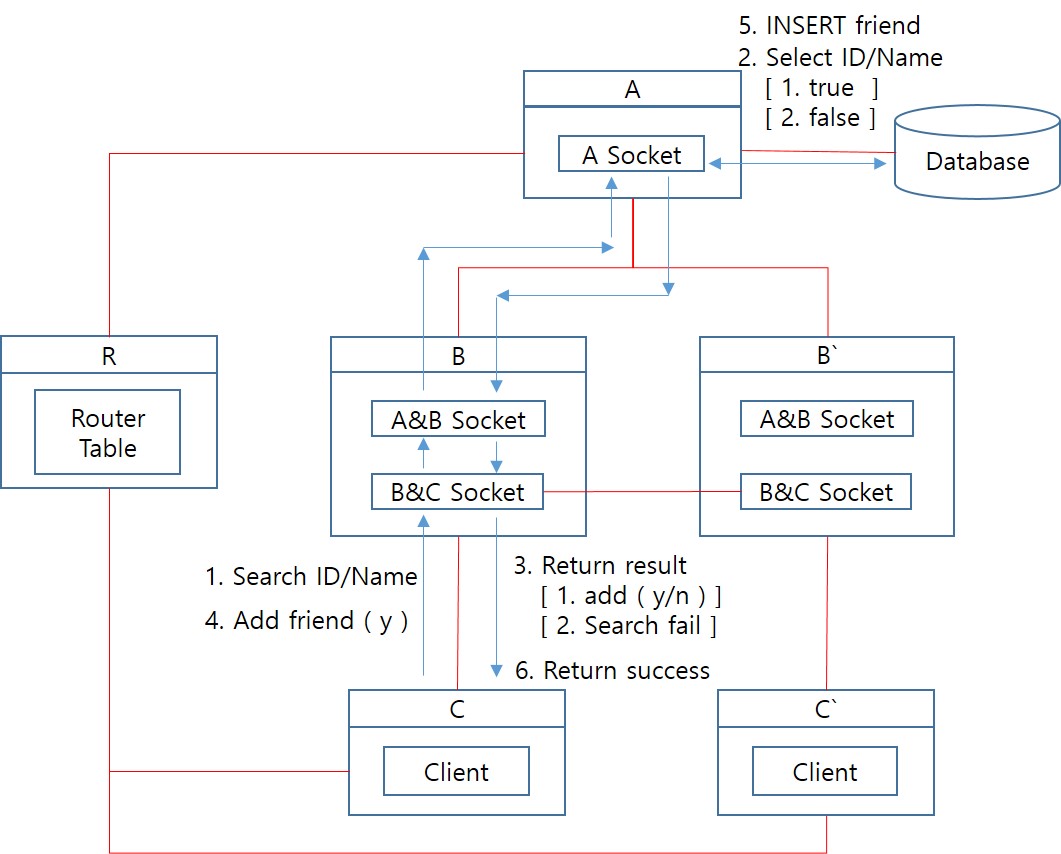 5. INSERT friend
2. Select ID/Name
[ 1. true ]
[ 2. false ]
A
A Socket
Database
R
Router
Table
B
A&B Socket
B&C Socket
B`
A&B Socket
B&C Socket
1. Search ID/Name
4. Add friend ( y )
3. Return result
[ 1. add ( y/n ) ]
[ 2. Search fail ]
6. Return success
C
Client
C`
Client